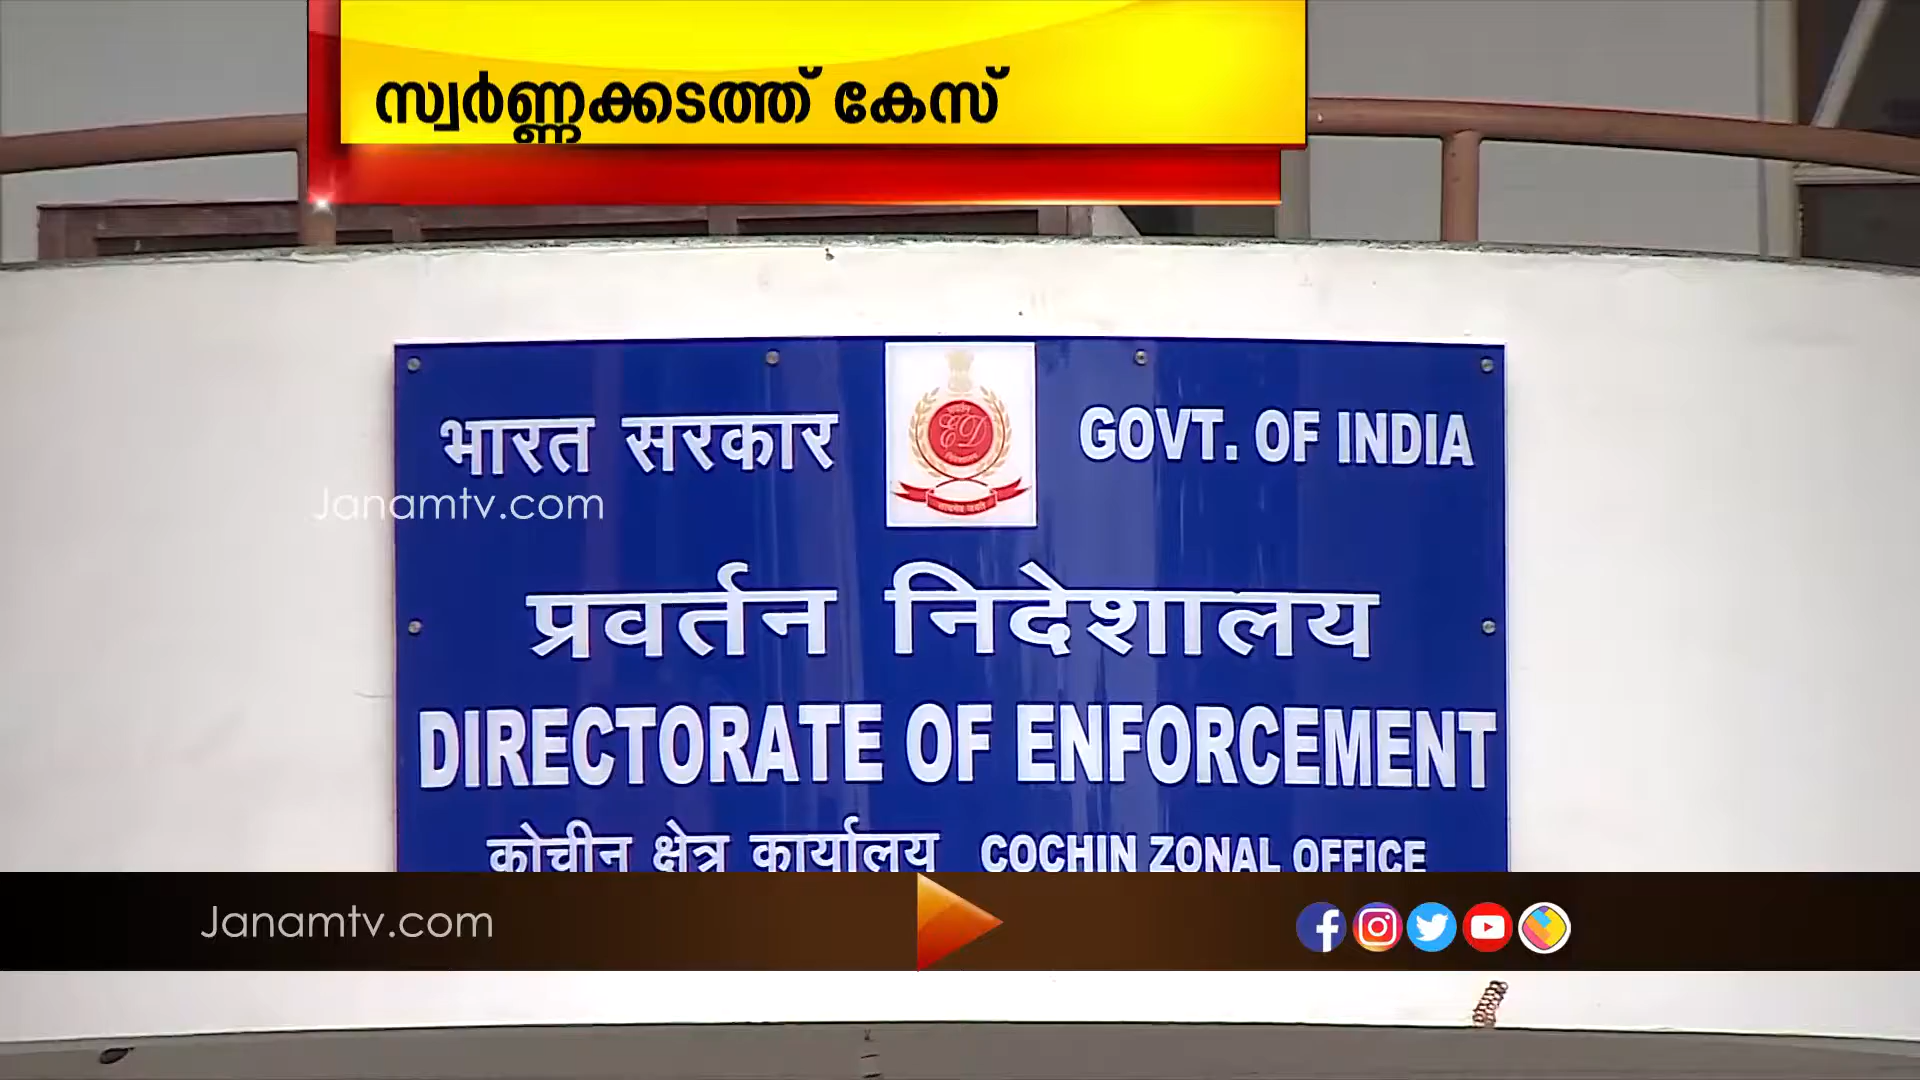 സ്വർണ്ണക്കടത്ത് കേസ്
भारत सरकार
ED
GOVT. OF INDIA
Janamtv.com
प्रवर्तन निदेशालय
DIRECTORATE OF ENFORCEMENT
कोचीन क्षेत्र कार्यालय COCHIN ZONAL OFFICE
Janamtv.com